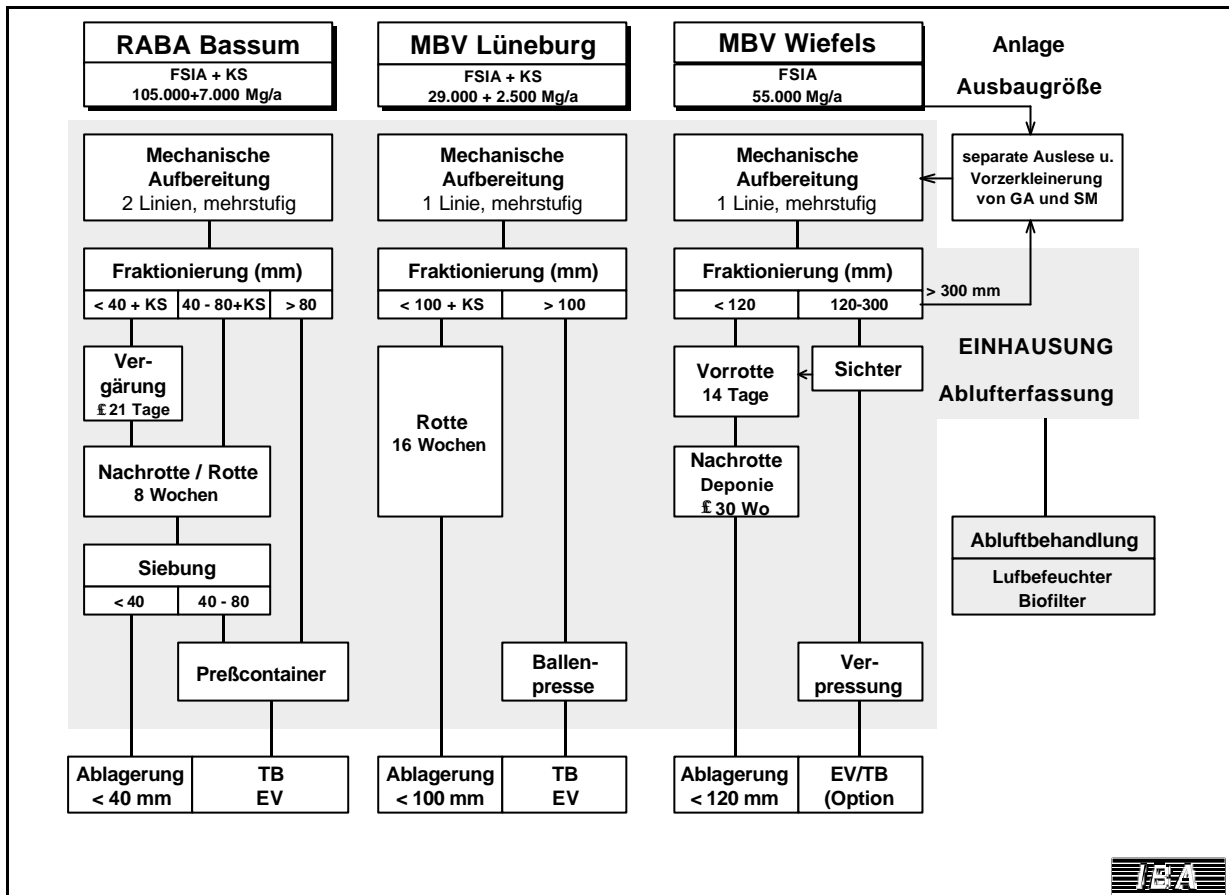 RABA Bassum
FSIA + KS
105.000+7.000 Mg/a
MBV Lüneburg
FSIA + KS
29.000 + 2.500 Mg/a
MBV Wiefels
FSIA
55.000 Mg/a
Anlage
Ausbaugröße
Mechanische
Aufbereitung
2 Linien, mehrstufig
Mechanische
Aufbereitung
1 Linie, mehrstufig
Mechanische
Aufbereitung
1 Linie, mehrstufig
separate Auslese u.
Vorzerkleinerung
von GA und SM
Fraktionierung (mm)
< 40 + KS 40 - 80+KS > 80
Fraktionierung (mm)
< 100 + KS > 100
Fraktionierung (mm)
< 120 120-300
> 300 mm
Ver-
gärung
£ 21 Tage
Nachrotte / Rotte
8 Wochen
Siebung
< 40 40 - 80
Preßcontainer
Rotte
16 Wochen
Ballen-
presse
Vorrotte
14 Tage
Sichter
Nachrotte
Deponie
£ 30 Wo
Ver-
pressung
EINHAUSUNG
Ablufterfassung
Abluftbehandlung
Lufbefeuchter
Biofilter
Ablagerung
< 40 mm
TB
EV
Ablagerung
< 100 mm
TB
EV
Ablagerung
< 120 mm
EV/TB
(Option
IBA